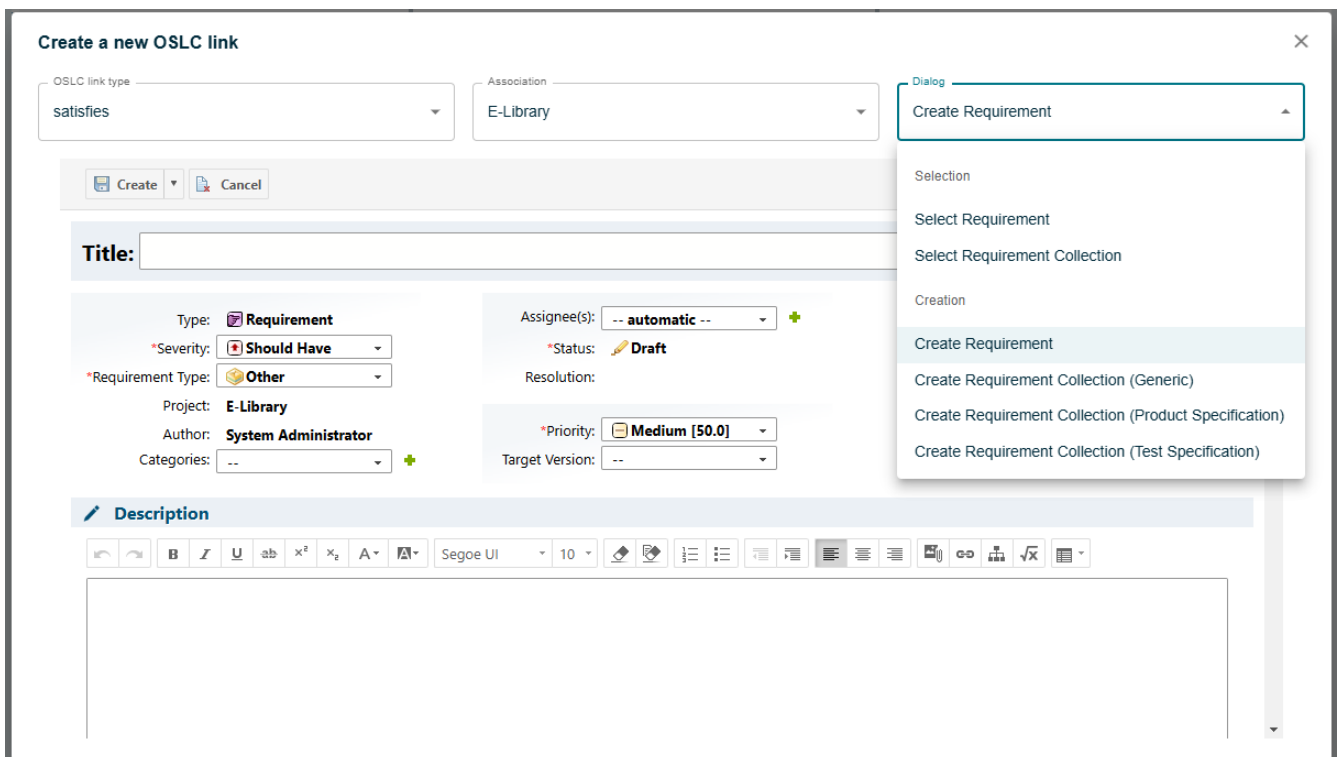 Create a new OSLC link
OSLC link type
satisfies
Association
E-Library
Dialog
Create Requirement
Selection
Select Requirement
Select Requirement Collection
Creation
Create Requirement
Create Requirement Collection (Generic)
Create Requirement Collection (Product Specification)
Create Requirement Collection (Test Specification)
Create
Cancel
Title:
Type: Requirement
*Severity: Should Have
*Requirement Type: Other
Project: E-Library
Author: System Administrator
Categories: --
Assignee(s): -- automatic --
*Status: Draft
Resolution:
*Priority: Medium [50.0]
Target Version: --
Description
B I U ab x² x₂ A A Segoe UI 10 √x